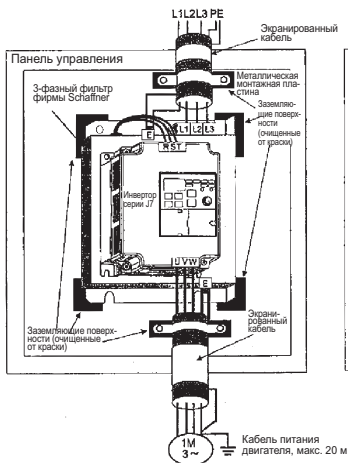 L1L2L3PE
Экранированный
кабель
Панель управления
Металлическая
монтажная пла-
стина
3-фазный фильтр
фирмы Schaffner
Заземляю-
щие поверх-
ности
(очищенные
от краски)
E
L1 L2 L3
R S T
Инвертор
серии J7
U V W
E
Заземляющие поверх-
ности (очищенные
от краски)
Экрани-
рованный
кабель
1M
3~
Кабель питания
двигателя, макс. 20 м